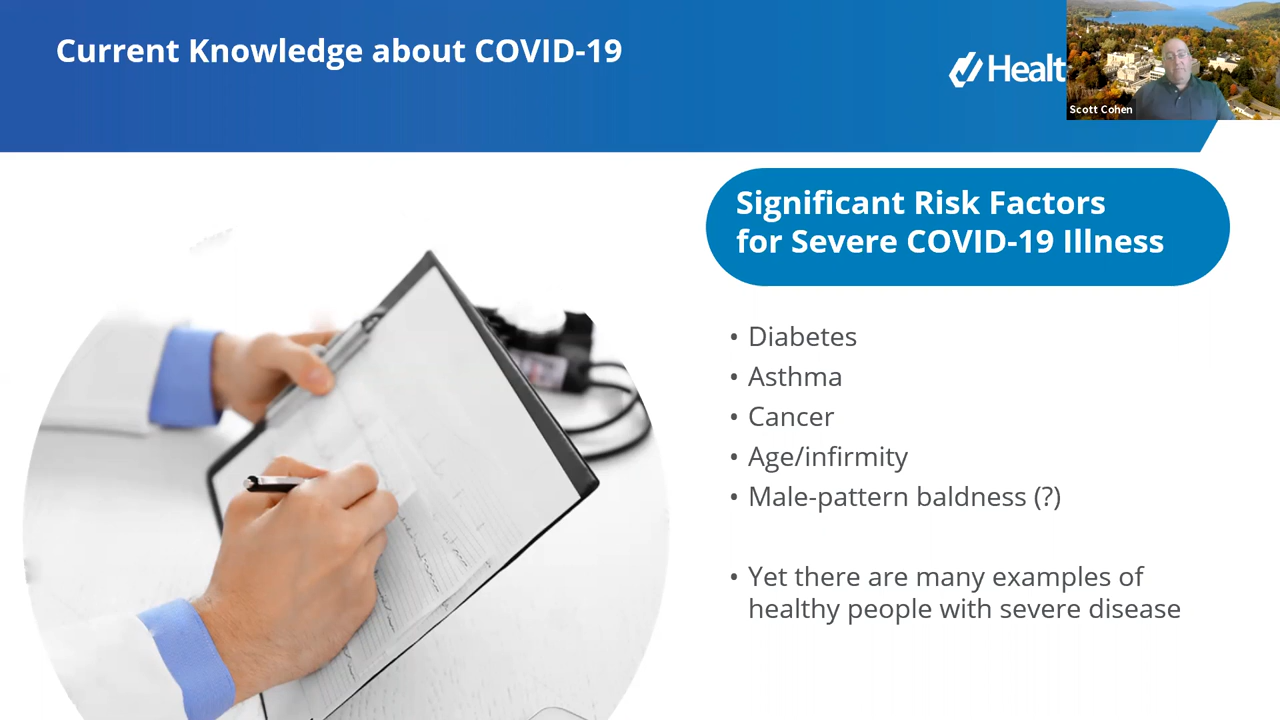 Current Knowledge about COVID-19
Healt
Scott Cohen
Significant Risk Factors
for Severe COVID-19 Illness
• Diabetes
• Asthma
• Cancer
• Age/infirmity
• Male-pattern baldness (?)
• Yet there are many examples of
healthy people with severe disease